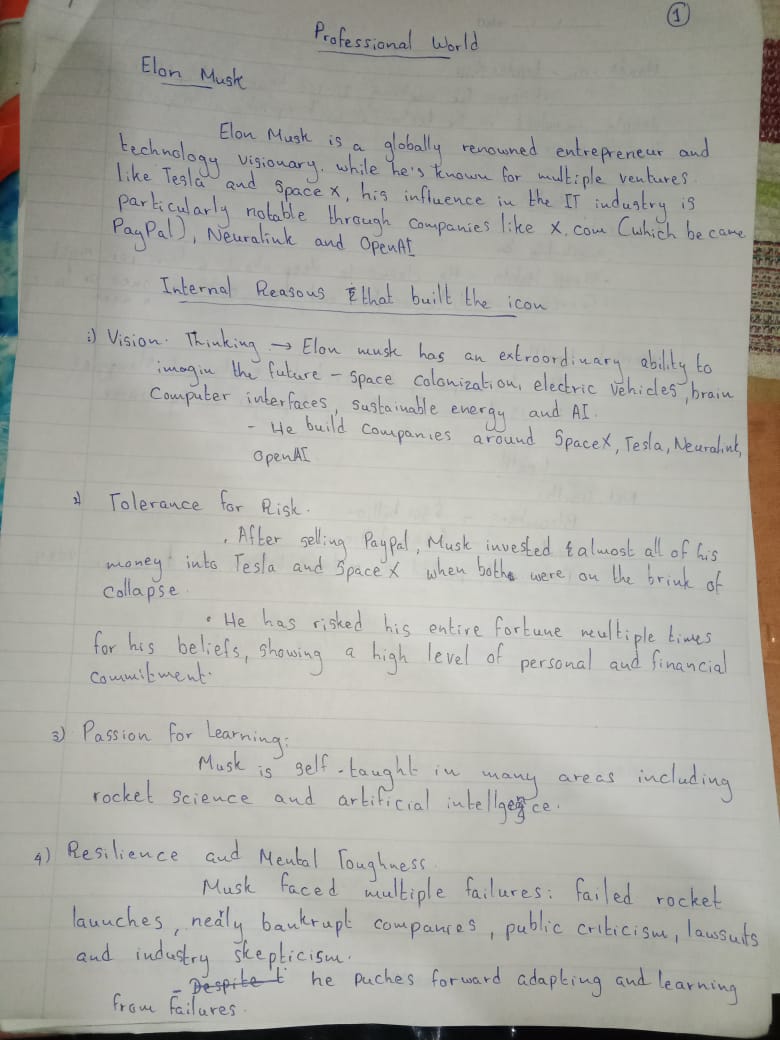 1
Professional World
Elon Musk
Elon Musk is a globally renowned entrepreneur and
technology visionary. while he's known for multiple ventures
like Tesla and Space X, his influence in the IT industry is
particularly notable through companies like X.com (which became
PayPal), Neuralink and OpenAI
Internal Reasous that built the icon
i) Vision. Thinking → Elon musk has an extroordinary ability to
imagin the future - space colonization, electric vehicles, brain
Computer interfaces, sustainable energy and AI.
- He build companies around SpaceX, Tesla, Neuralink,
OpenAI
2) Tolerance for Risk.
. After selling Paypal, Musk invested almost all of his
money into Tesla and Space X when both were on the brink of
collapse.
• He has risked his entire fortune multiple times
for his beliefs, showing a high level of personal and financial
commitment.
3) Passion for Learning:
Musk is self-taught in many areas including
rocket science and artificial intellgence.
4) Resilience and Mental Toughness.
Musk faced multiple failures: failed rocket
launches, nearly bankrupt companies, public criticism, lawsuits
and industry skepticism.
- Despite t he puches forward adapting and learning
from failures.